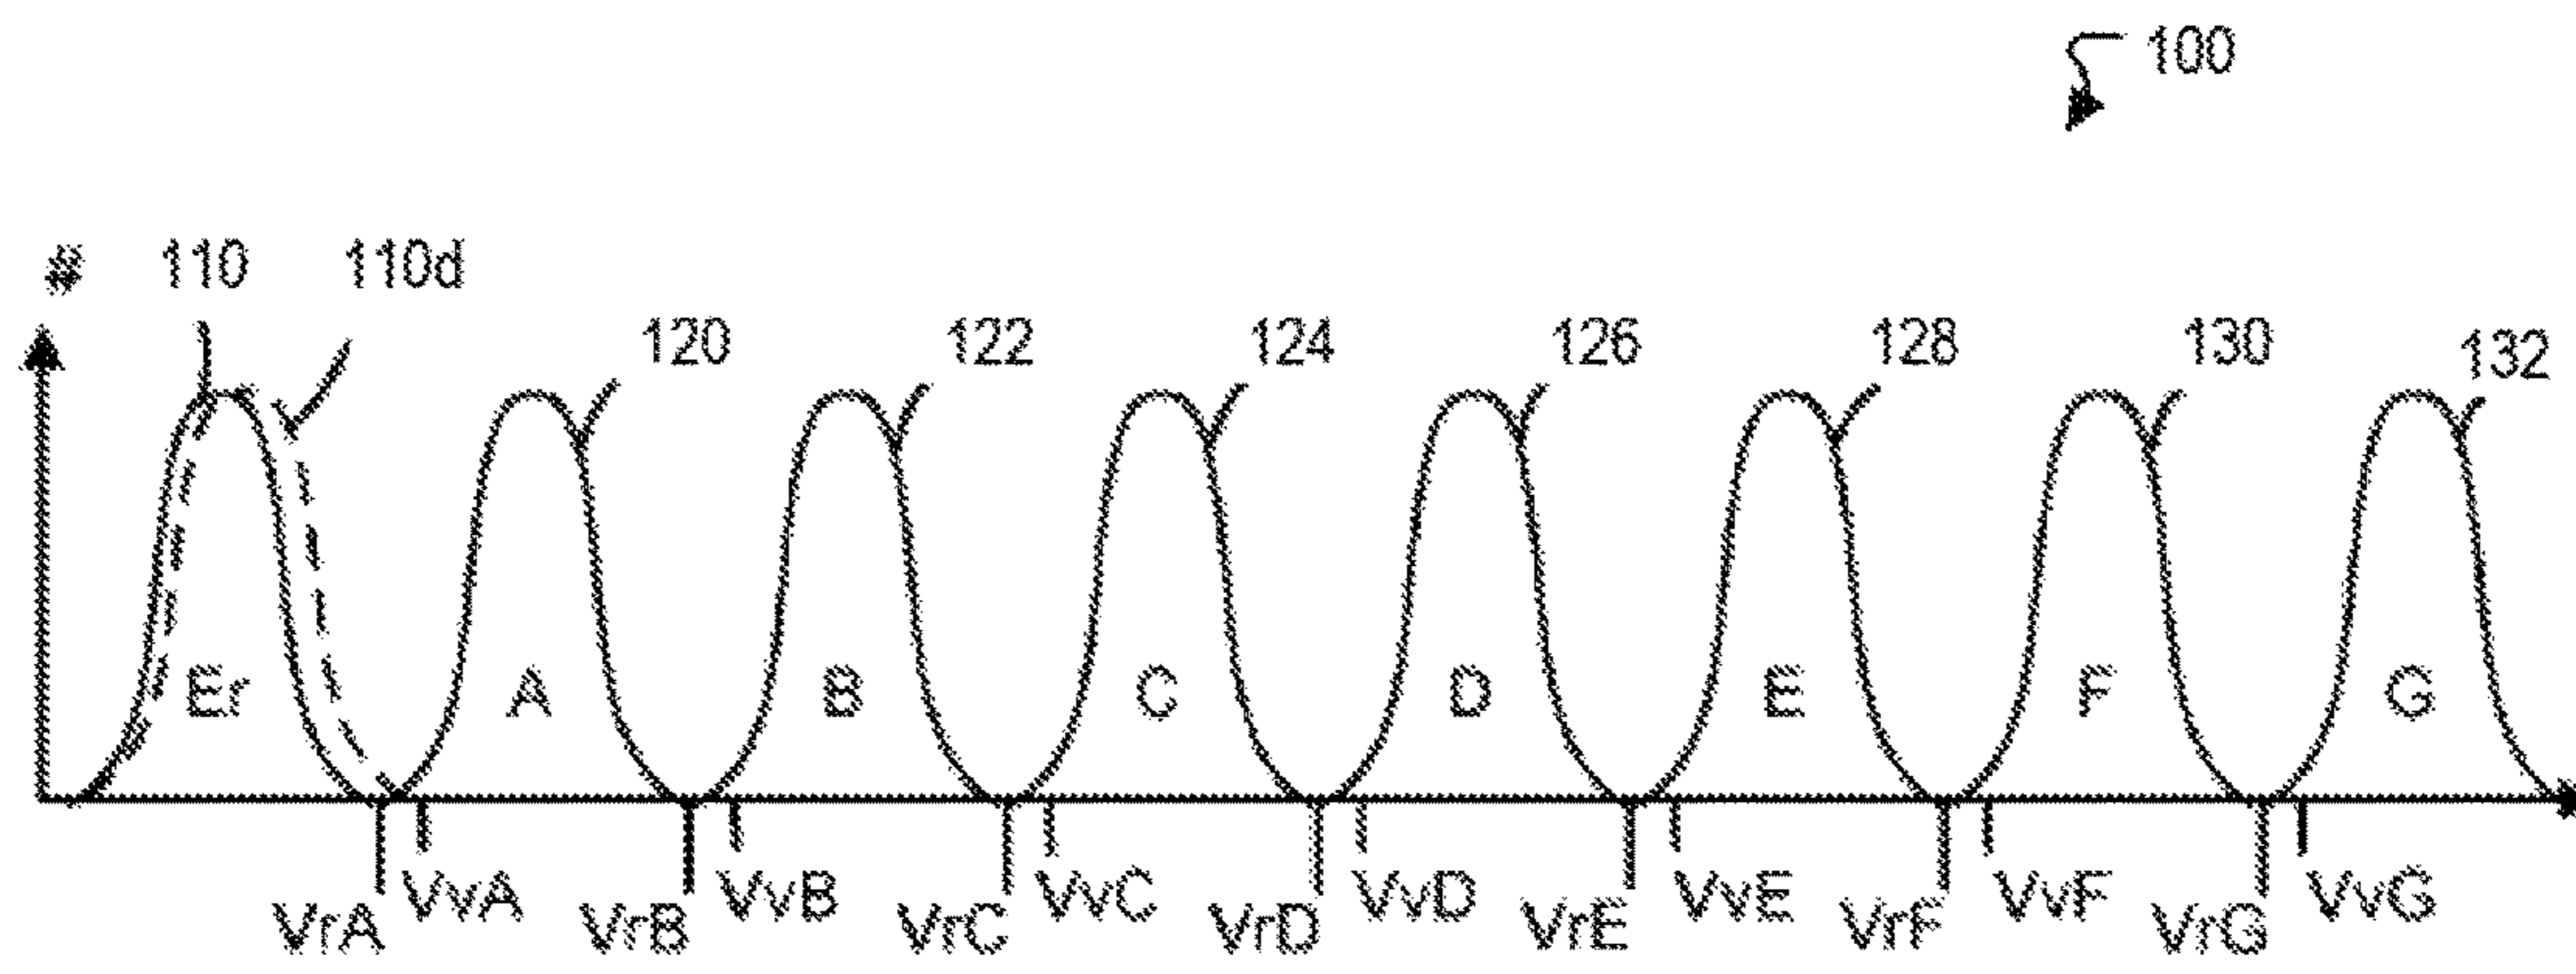 100
# 110 110d
120 122 124 126 128 130 132
Er A B C D E F G
VrA VvA VrB VvB VrC VvC VrD VvD VrE VvE VrF VvF VrG VvG